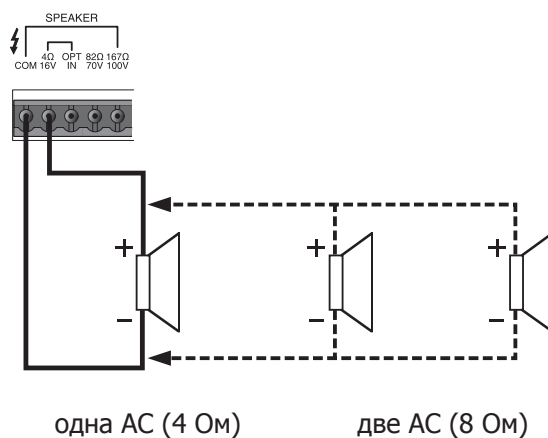 SPEAKER
4Ω OPT 82Ω 167Ω
COM 16V IN 70V 100V
+ + +
– – –
одна АС (4 Ом) две АС (8 Ом)